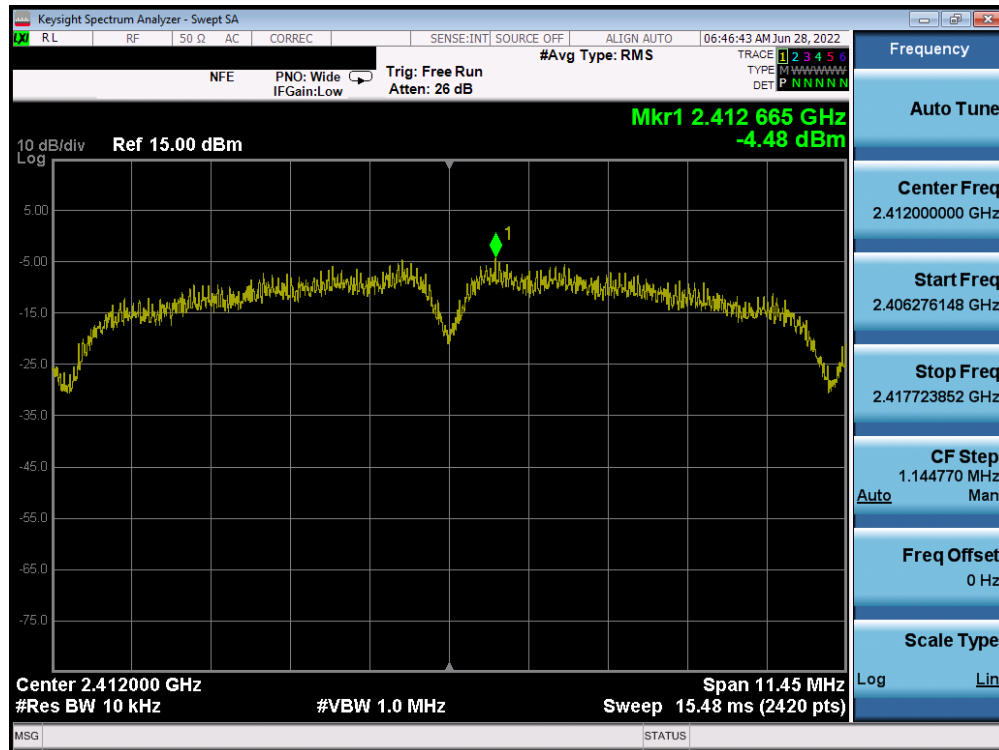 Keysight Spectrum Analyzer - Swept SA
LXI RL RF 50 Ω AC CORREC SENSE:INT SOURCE OFF ALIGN AUTO 06:46:43 AM Jun 28, 2022
NFE PNO: Wide IFGain:Low Trig: Free Run Atten: 26 dB #Avg Type: RMS
TRACE 1 2 3 4 5 6
TYPE M WWWWW
DET P N N N N N
Mkr1 2.412 665 GHz
-4.48 dBm
10 dB/div Ref 15.00 dBm
Log
1
5.00
-5.00
-15.0
-25.0
-35.0
-45.0
-55.0
-65.0
-75.0
Center 2.412000 GHz Span 11.45 MHz
#Res BW 10 kHz #VBW 1.0 MHz Sweep 15.48 ms (2420 pts)
MSG STATUS
Frequency
Auto Tune
Center Freq
2.412000000 GHz
Start Freq
2.406276148 GHz
Stop Freq
2.417723852 GHz
CF Step
1.144770 MHz
Auto Man
Freq Offset
0 Hz
Scale Type
Log Lin